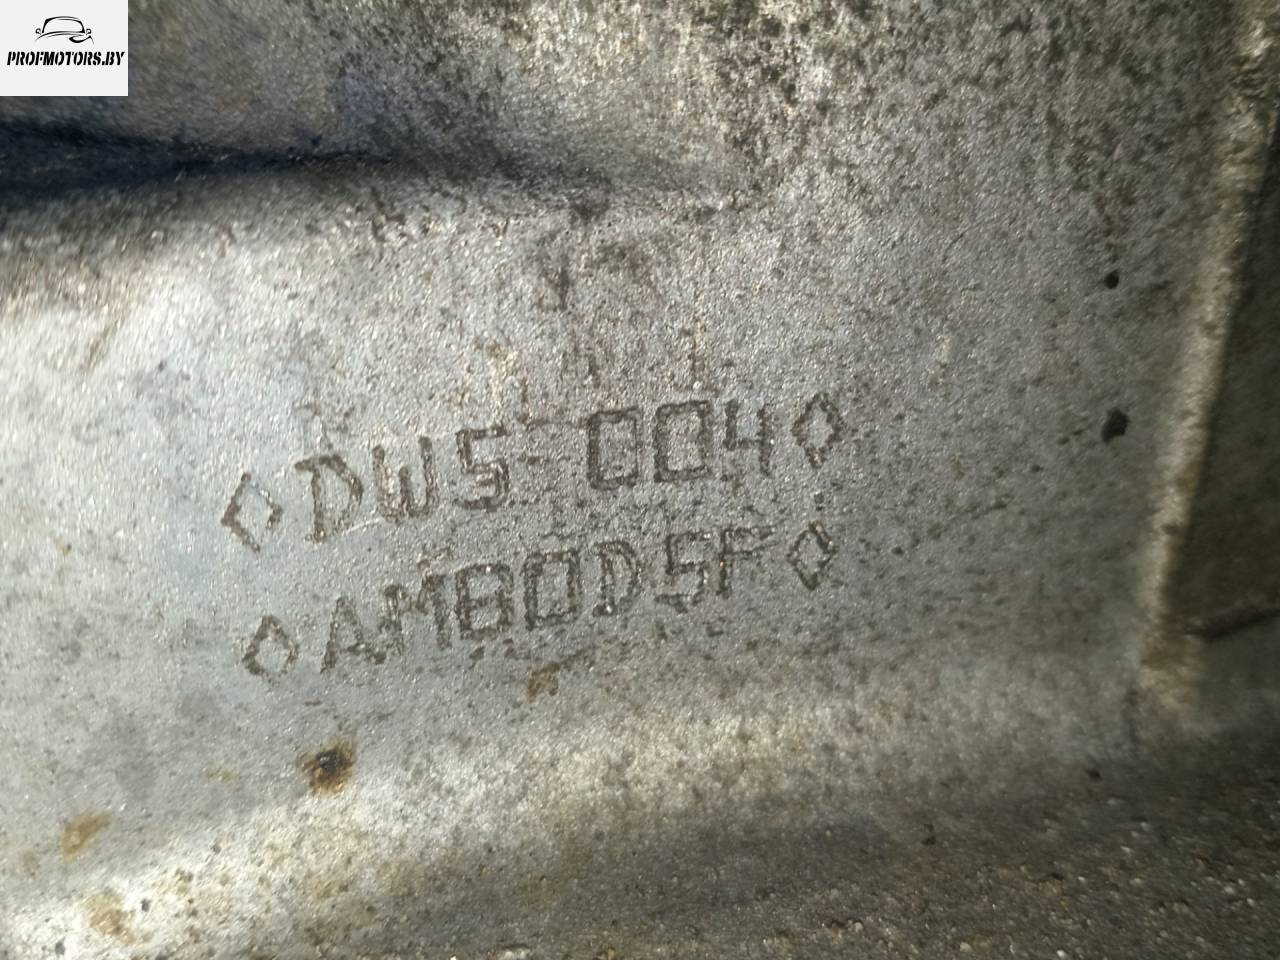 PROFMOTORS.BY
◇DW5-004◇
◇AM80D5F◇